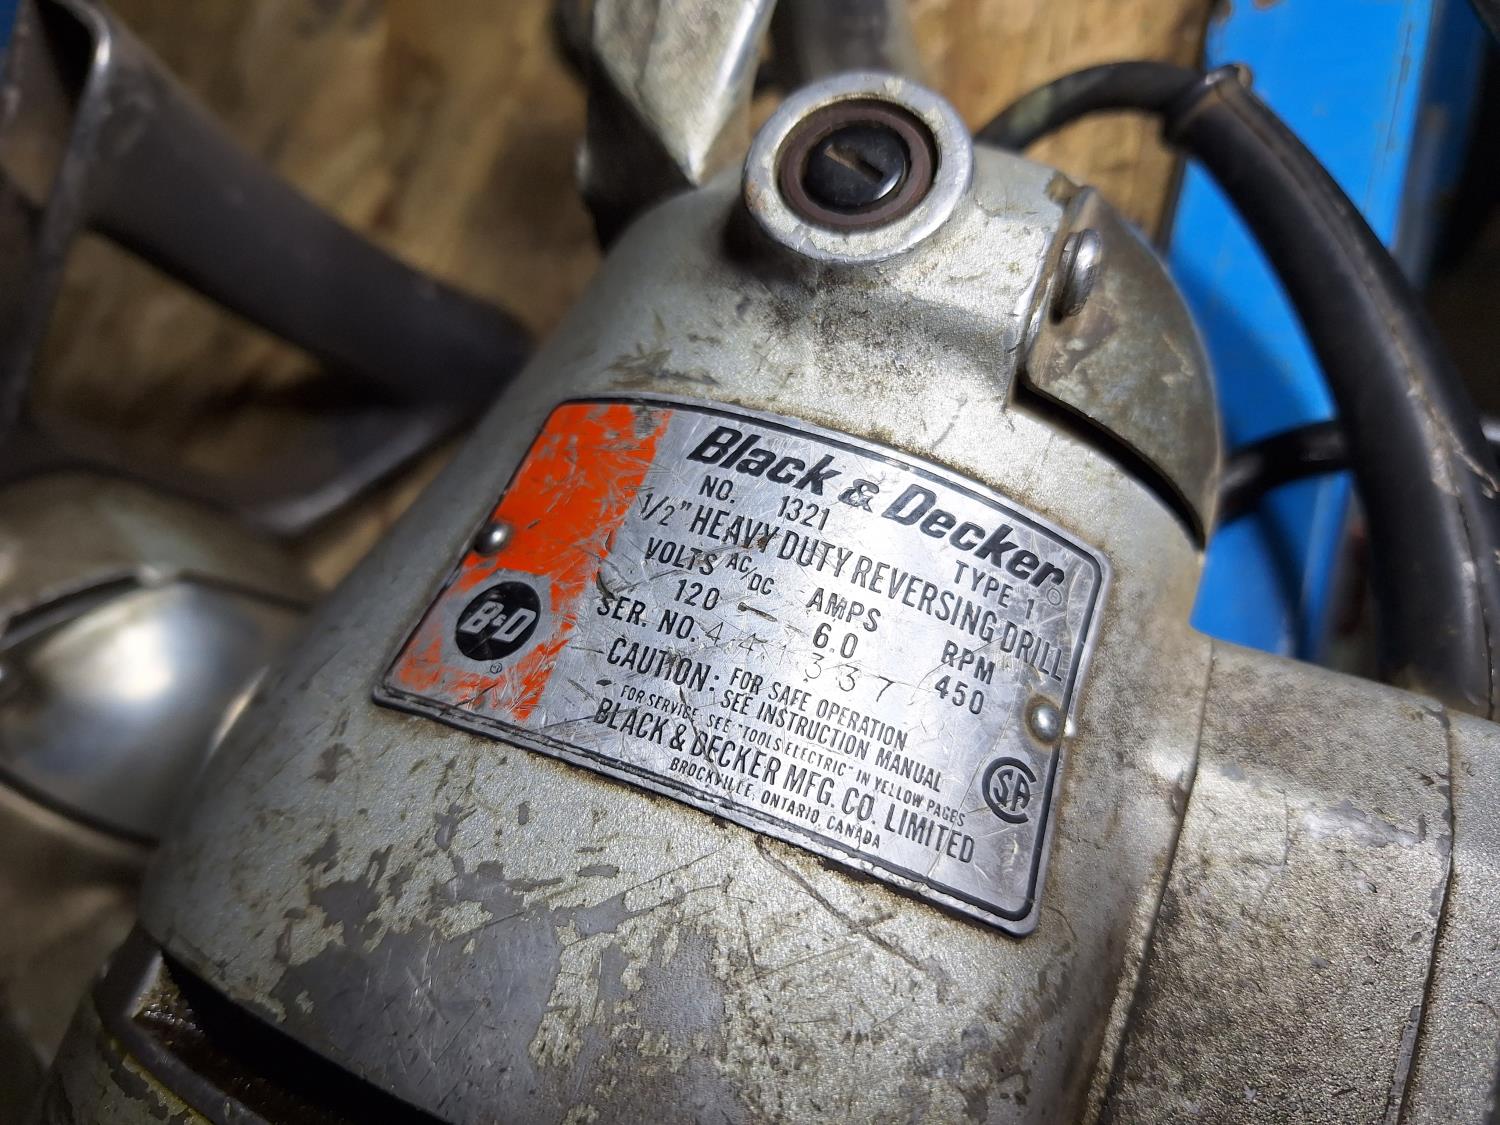 Black & Decker®
NO. 1321 TYPE 1
1/2" HEAVY DUTY REVERSING DRILL
VOLTS AC/DC AMPS RPM
120 — 6.0 450
SER. NO. 441337
CAUTION: FOR SAFE OPERATION
SEE INSTRUCTION MANUAL
FOR SERVICE, SEE "TOOLS ELECTRIC" IN YELLOW PAGES
BLACK & DECKER MFG. CO. LIMITED
BROCKVILLE, ONTARIO, CANADA
B&D
®
CSA